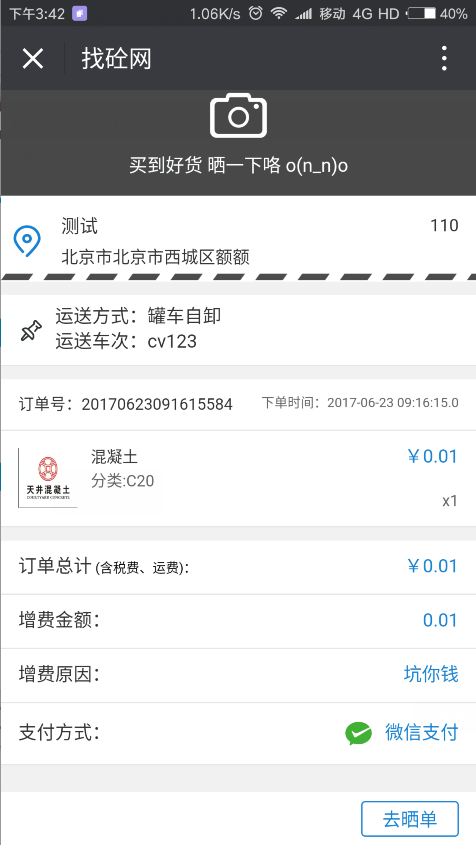 下午3:42 1.06K/s 移动 4G HD 40%
找砼网
买到好货 晒一下咯 o(n_n)o
测试 110
北京市北京市西城区额额
运送方式：罐车自卸
运送车次：cv123
订单号：20170623091615584 下单时间：2017-06-23 09:16:15.0
混凝土 ￥0.01
分类:C20
天井混凝土
COURTYARD CONCRETE
x1
订单总计(含税费、运费)： ￥0.01
增费金额： 0.01
增费原因： 坑你钱
支付方式： 微信支付
去晒单